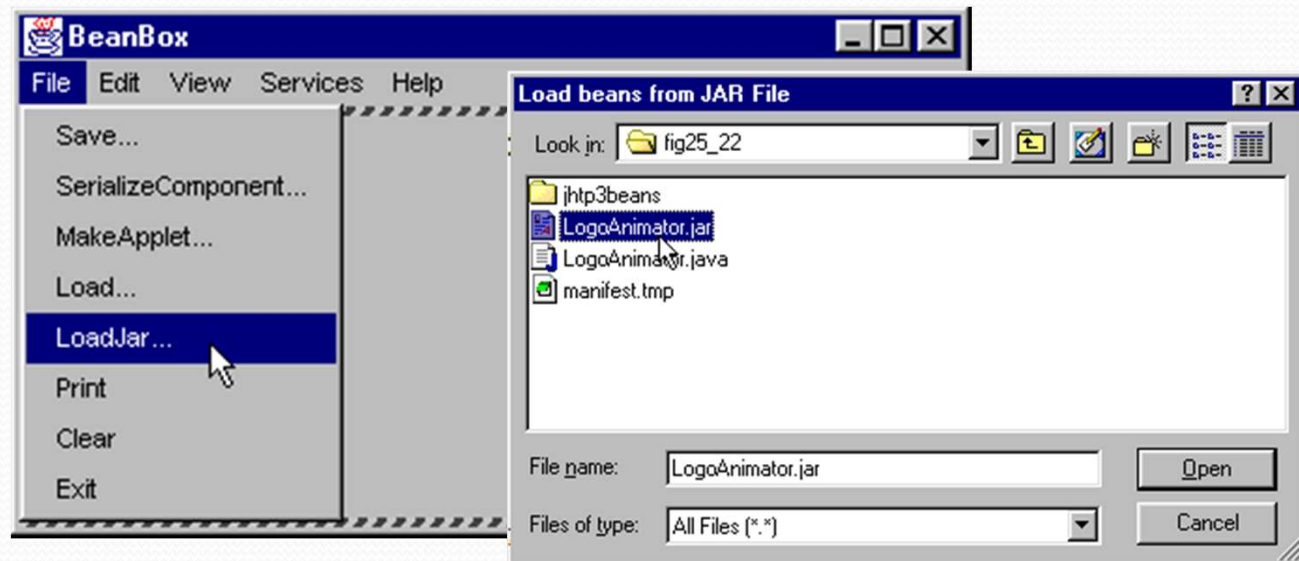 BeanBox
File Edit View Services Help
Save...
SerializeComponent...
MakeApplet...
Load...
LoadJar...
Print
Clear
Exit
Load beans from JAR File
Look in: fig25_22
jhtp3beans
LogoAnimator.jar
LogoAnimator.java
manifest.tmp
File name: LogoAnimator.jar Open
Files of type: All Files (*.*) Cancel